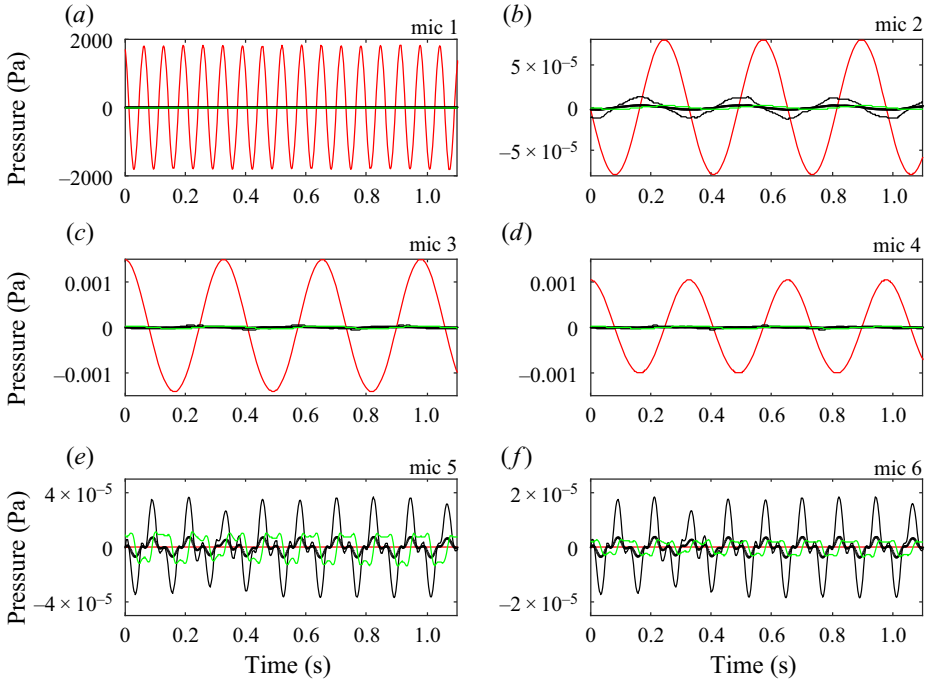 (a) mic 1 (b) mic 2
Pressure (Pa)
2000
0
–2000
0 0.2 0.4 0.6 0.8 1.0
5 × 10⁻⁵
0
–5 × 10⁻⁵
0 0.2 0.4 0.6 0.8 1.0
(c) mic 3 (d) mic 4
Pressure (Pa)
0.001
0
–0.001
0 0.2 0.4 0.6 0.8 1.0
0.001
0
–0.001
0 0.2 0.4 0.6 0.8 1.0
(e) mic 5 (f) mic 6
Pressure (Pa)
4 × 10⁻⁵
0
–4 × 10⁻⁵
0 0.2 0.4 0.6 0.8 1.0
Time (s)
2 × 10⁻⁵
0
–2 × 10⁻⁵
0 0.2 0.4 0.6 0.8 1.0
Time (s)